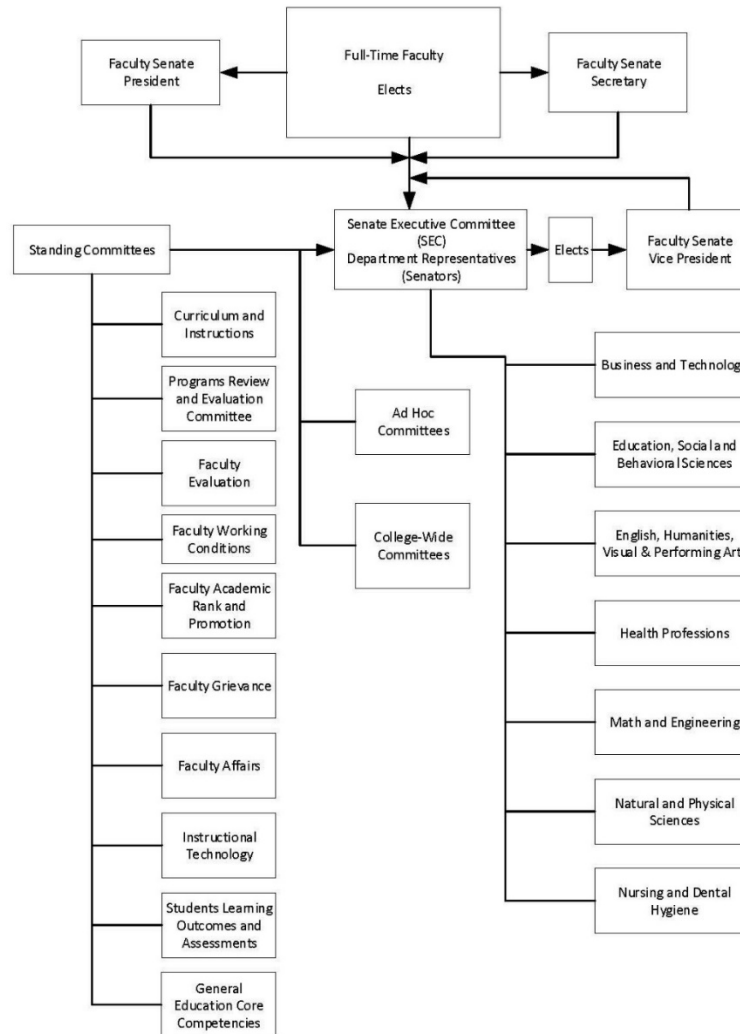 Full-Time Faculty
Elects
Faculty Senate
President
Faculty Senate
Secretary
Senate Executive Committee
(SEC)
Department Representatives
(Senators)
Elects
Faculty Senate
Vice President
Standing Committees
Curriculum and
Instructions
Programs Review
and Evaluation
Committee
Faculty
Evaluation
Faculty Working
Conditions
Faculty Academic
Rank and
Promotion
Faculty Grievance
Faculty Affairs
Instructional
Technology
Students Learning
Outcomes and
Assessments
General
Education Core
Competencies
Ad Hoc
Committees
College-Wide
Committees
Business and Technolog
Education, Social and
Behavioral Sciences
English, Humanities,
Visual & Performing Art
Health Professions
Math and Engineering
Natural and Physical
Sciences
Nursing and Dental
Hygiene